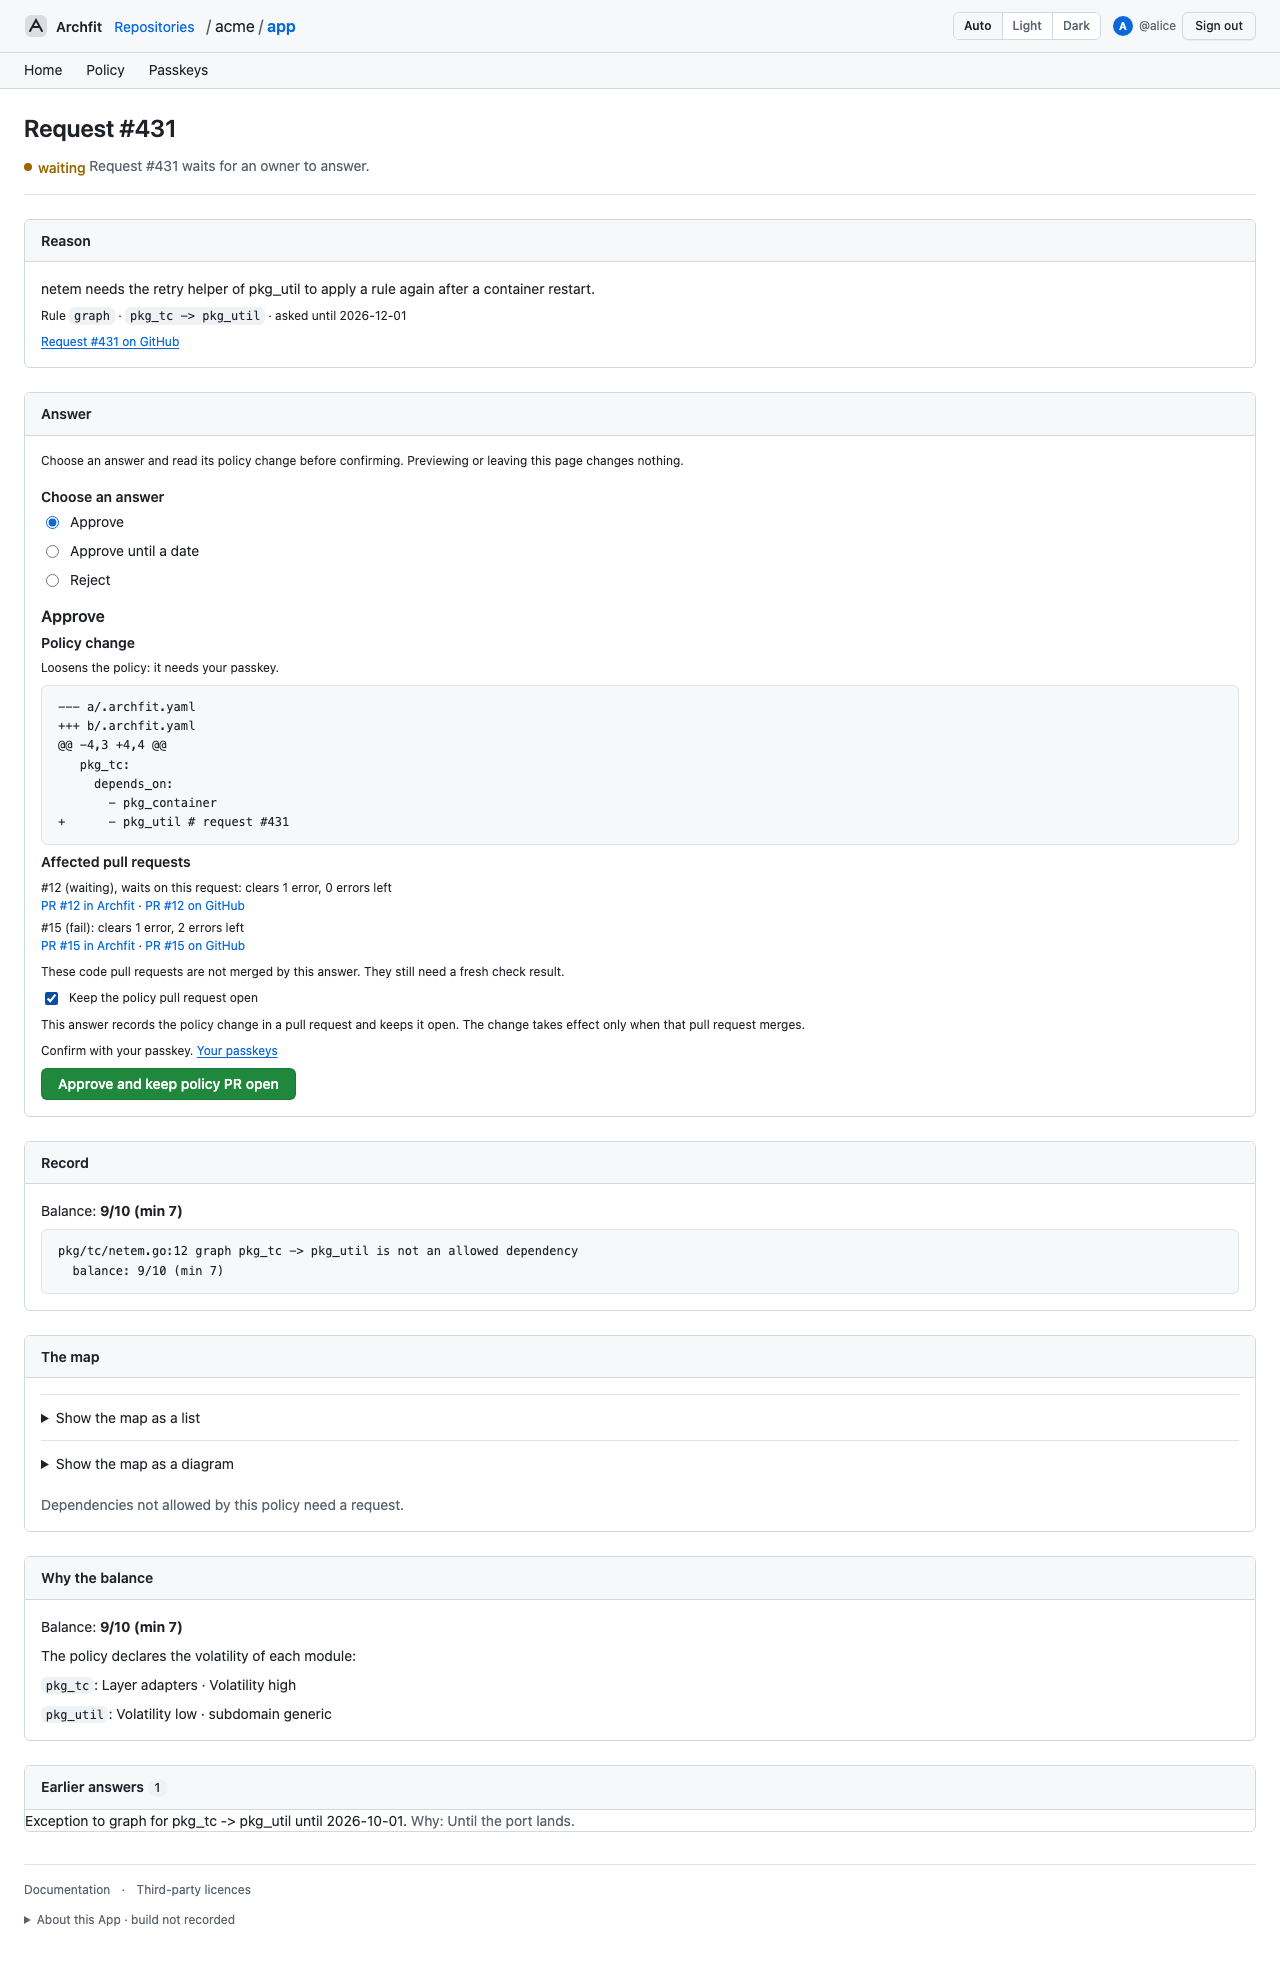 Archfit Repositories / acme / app Auto Light Dark A @alice Sign out
Home Policy Passkeys
Request #431
waiting Request #431 waits for an owner to answer.
Reason
netem needs the retry helper of pkg_util to apply a rule again after a container restart.
Rule graph · pkg_tc -> pkg_util · asked until 2026-12-01
Request #431 on GitHub
Answer
Choose an answer and read its policy change before confirming. Previewing or leaving this page changes nothing.
Choose an answer
Approve
Approve until a date
Reject
Approve
Policy change
Loosens the policy: it needs your passkey.
--- a/.archfit.yaml
+++ b/.archfit.yaml
@@ -4,3 +4,4 @@
   pkg_tc:
     depends_on:
       - pkg_container
+      - pkg_util # request #431
Affected pull requests
#12 (waiting), waits on this request: clears 1 error, 0 errors left
PR #12 in Archfit · PR #12 on GitHub
#15 (fail): clears 1 error, 2 errors left
PR #15 in Archfit · PR #15 on GitHub
These code pull requests are not merged by this answer. They still need a fresh check result.
Keep the policy pull request open
This answer records the policy change in a pull request and keeps it open. The change takes effect only when that pull request merges.
Confirm with your passkey. Your passkeys
Approve and keep policy PR open
Record
Balance: 9/10 (min 7)
pkg/tc/netem.go:12 graph pkg_tc -> pkg_util is not an allowed dependency
  balance: 9/10 (min 7)
The map
Show the map as a list
Show the map as a diagram
Dependencies not allowed by this policy need a request.
Why the balance
Balance: 9/10 (min 7)
The policy declares the volatility of each module:
pkg_tc : Layer adapters · Volatility high
pkg_util : Volatility low · subdomain generic
Earlier answers 1
Exception to graph for pkg_tc -> pkg_util until 2026-10-01. Why: Until the port lands.
Documentation · Third-party licences
About this App · build not recorded